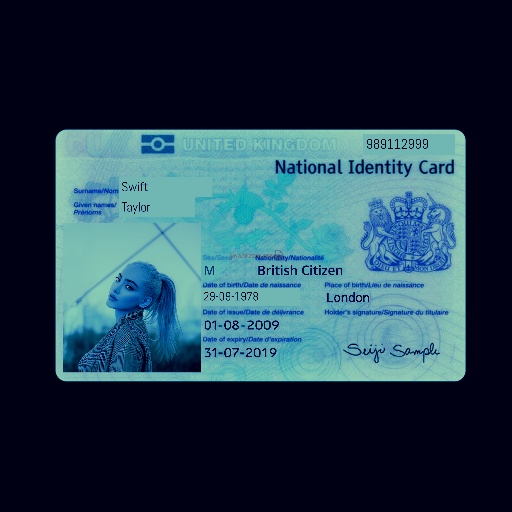 UNITED KINGDOM
989112999
National Identity Card
Surname/Nom
Swift
Given names/
Prénoms
Taylor
Nationality/Nationalité
M
British Citizen
Date of birth/Date de naissance
Place of birth/Lieu de naissance
29-09-1978
London
Date of issue/Date de délivrance
Holder's signature/Signature du titulaire
01-08-2009
Date of expiry/Date d'expiration
31-07-2019
Seiji Sample